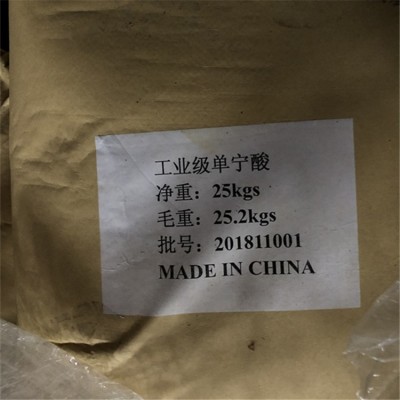 工业级单宁酸
净重：25kgs
毛重：25.2kgs
批号：201811001
MADE IN CHINA